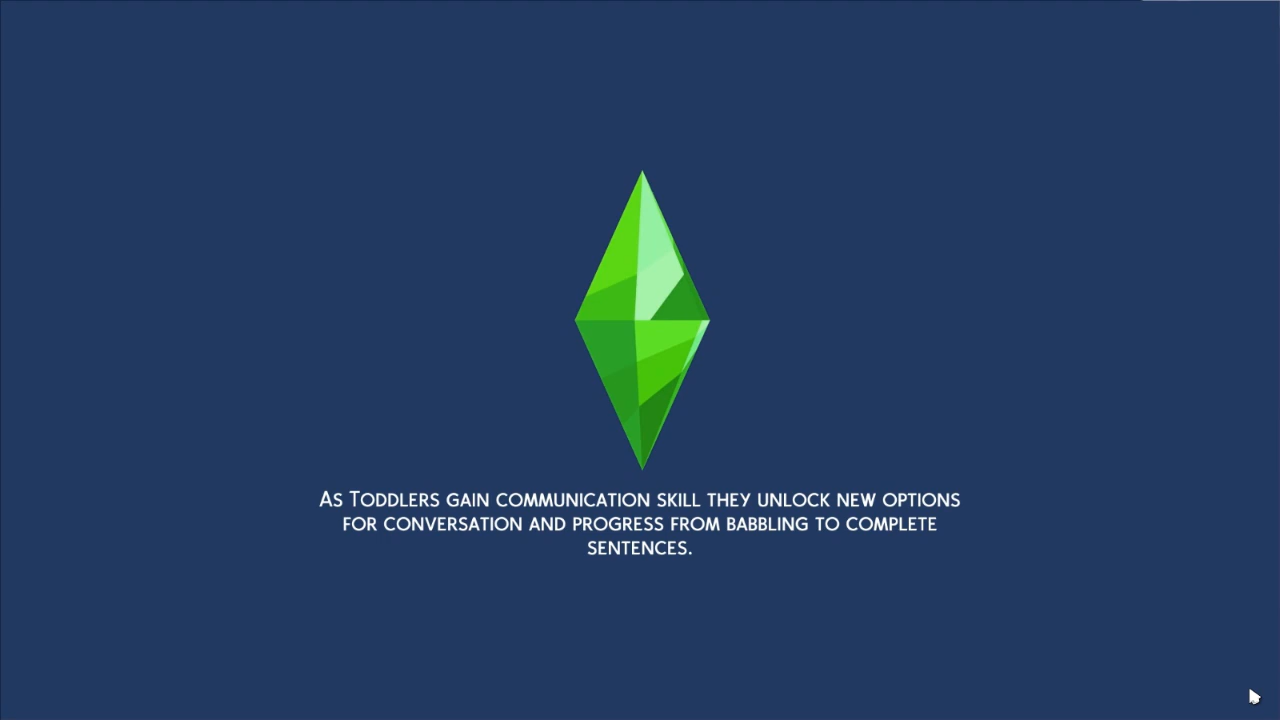 As Toddlers gain communication skill they unlock new options
for conversation and progress from babbling to complete
sentences.